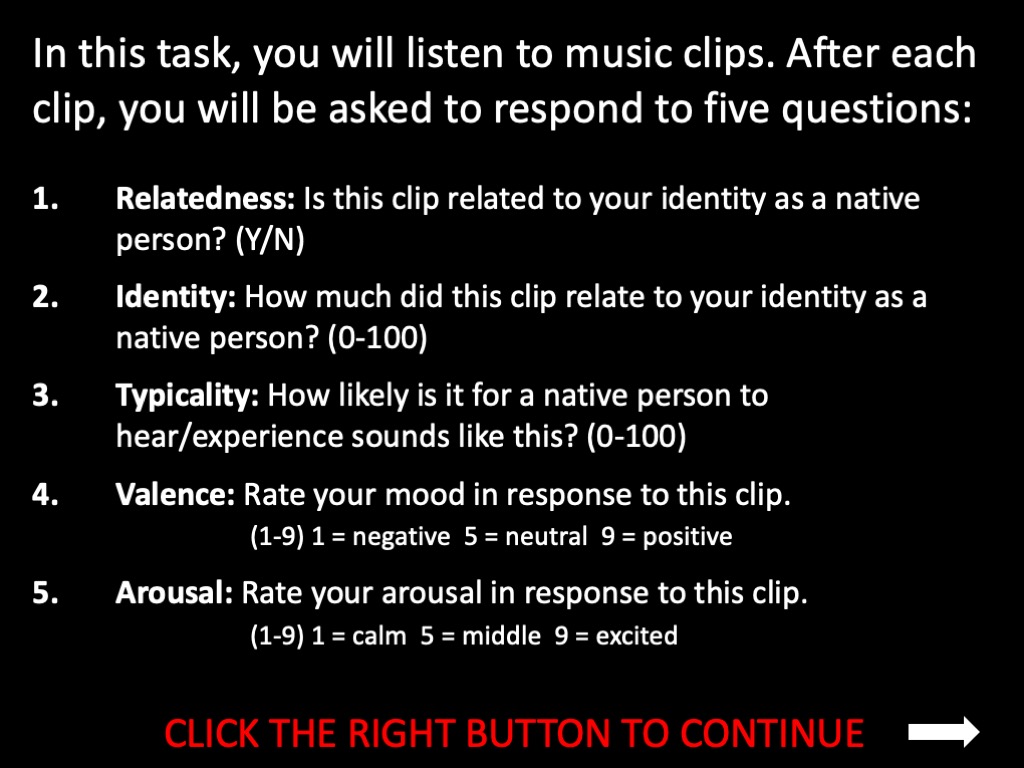 In this task, you will listen to music clips. After each
clip, you will be asked to respond to five questions:
1. Relatedness: Is this clip related to your identity as a native
person? (Y/N)
2. Identity: How much did this clip relate to your identity as a
native person? (0-100)
3. Typicality: How likely is it for a native person to
hear/experience sounds like this? (0-100)
4. Valence: Rate your mood in response to this clip.
(1-9) 1 = negative 5 = neutral 9 = positive
5. Arousal: Rate your arousal in response to this clip.
(1-9) 1 = calm 5 = middle 9 = excited
CLICK THE RIGHT BUTTON TO CONTINUE